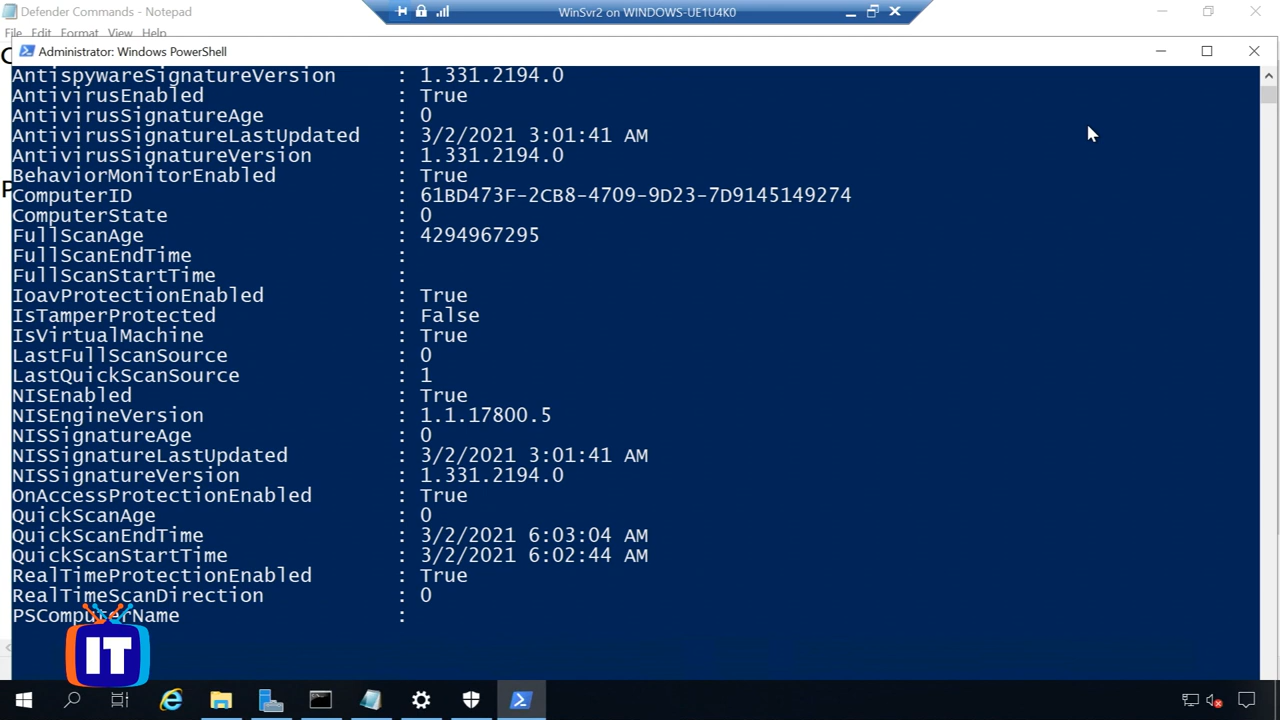 Defender Commands - Notepad
WinSvr2 on WINDOWS-UE1U4K0
File Edit Format View Help
Administrator: Windows PowerShell
AntispywareSignatureVersion : 1.331.2194.0
AntivirusEnabled : True
AntivirusSignatureAge : 0
AntivirusSignatureLastUpdated : 3/2/2021 3:01:41 AM
AntivirusSignatureVersion : 1.331.2194.0
BehaviorMonitorEnabled : True
ComputerID : 61BD473F-2CB8-4709-9D23-7D9145149274
ComputerState : 0
FullScanAge : 4294967295
FullScanEndTime :
FullScanStartTime :
IoavProtectionEnabled : True
IsTamperProtected : False
IsVirtualMachine : True
LastFullScanSource : 0
LastQuickScanSource : 1
NISEnabled : True
NISEngineVersion : 1.1.17800.5
NISSignatureAge : 0
NISSignatureLastUpdated : 3/2/2021 3:01:41 AM
NISSignatureVersion : 1.331.2194.0
OnAccessProtectionEnabled : True
QuickScanAge : 0
QuickScanEndTime : 3/2/2021 6:03:04 AM
QuickScanStartTime : 3/2/2021 6:02:44 AM
RealTimeProtectionEnabled : True
RealTimeScanDirection : 0
PSComputerName :
IT